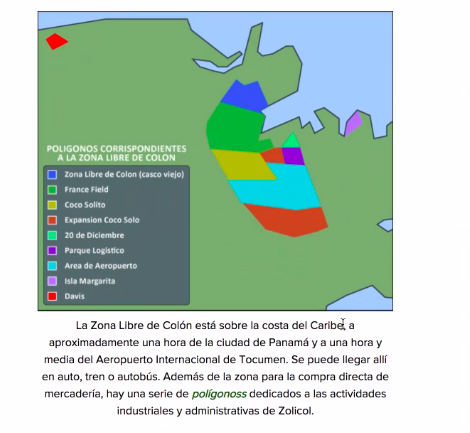 POLIGONOS CORRESPONDIENTES
A LA ZONA LIBRE DE COLON
Zona Libre de Colon (casco viejo)
France Field
Coco Solito
Expansion Coco Solo
20 de Diciembre
Parque Logistico
Area de Aeropuerto
Isla Margarita
Davis
La Zona Libre de Colón está sobre la costa del Caribe, a
aproximadamente una hora de la ciudad de Panamá y a una hora y
media del Aeropuerto Internacional de Tocumen. Se puede llegar allí
en auto, tren o autobús. Además de la zona para la compra directa de
mercadería, hay una serie de polígonoss dedicados a las actividades
industriales y administrativas de Zolicol.